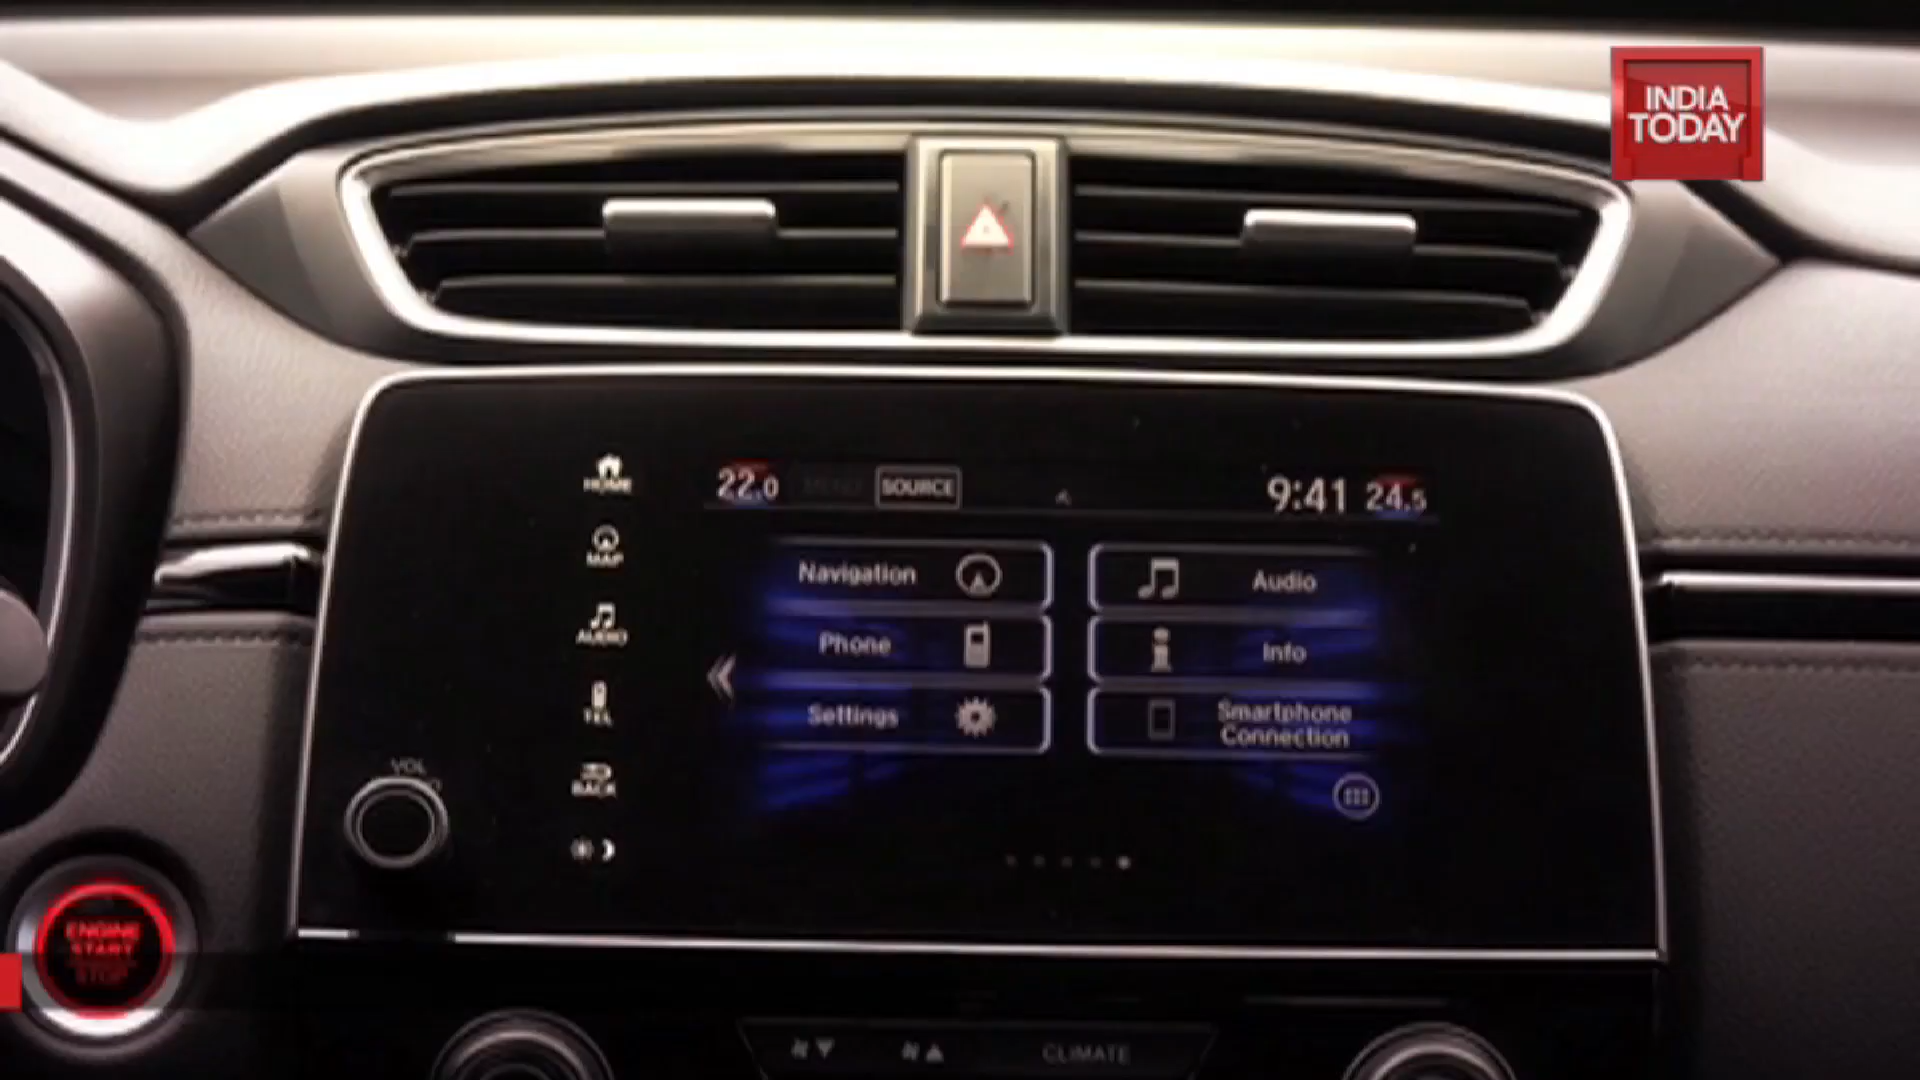 INDIA
TODAY
HOME
22.0
SOURCE
9:41
24.5
MAP
Navigation
Audio
AUDIO
Phone
Info
TEL
Settings
Smartphone
Connection
VOL
BACK
ENGINE
START
STOP
CLIMATE